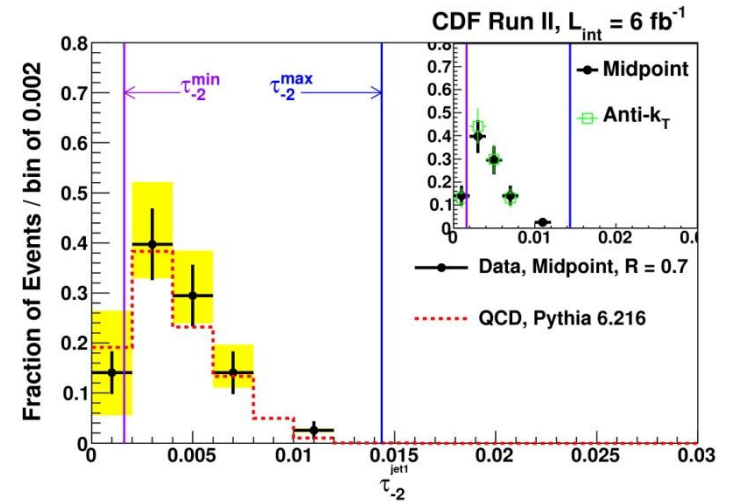 CDF Run II, L_int = 6 fb^-1
Fraction of Events / bin of 0.002
0.8
0.7
0.6
0.5
0.4
0.3
0.2
0.1
0
τ_-2^min
τ_-2^max
0.8
0.7
0.6
0.5
0.4
0.3
0.2
0.1
0
0 0.01 0.02
Midpoint
Anti-k_T
Data, Midpoint, R = 0.7
QCD, Pythia 6.216
0 0.005 0.01 0.015 0.02 0.025 0.03
τ_-2^jet1